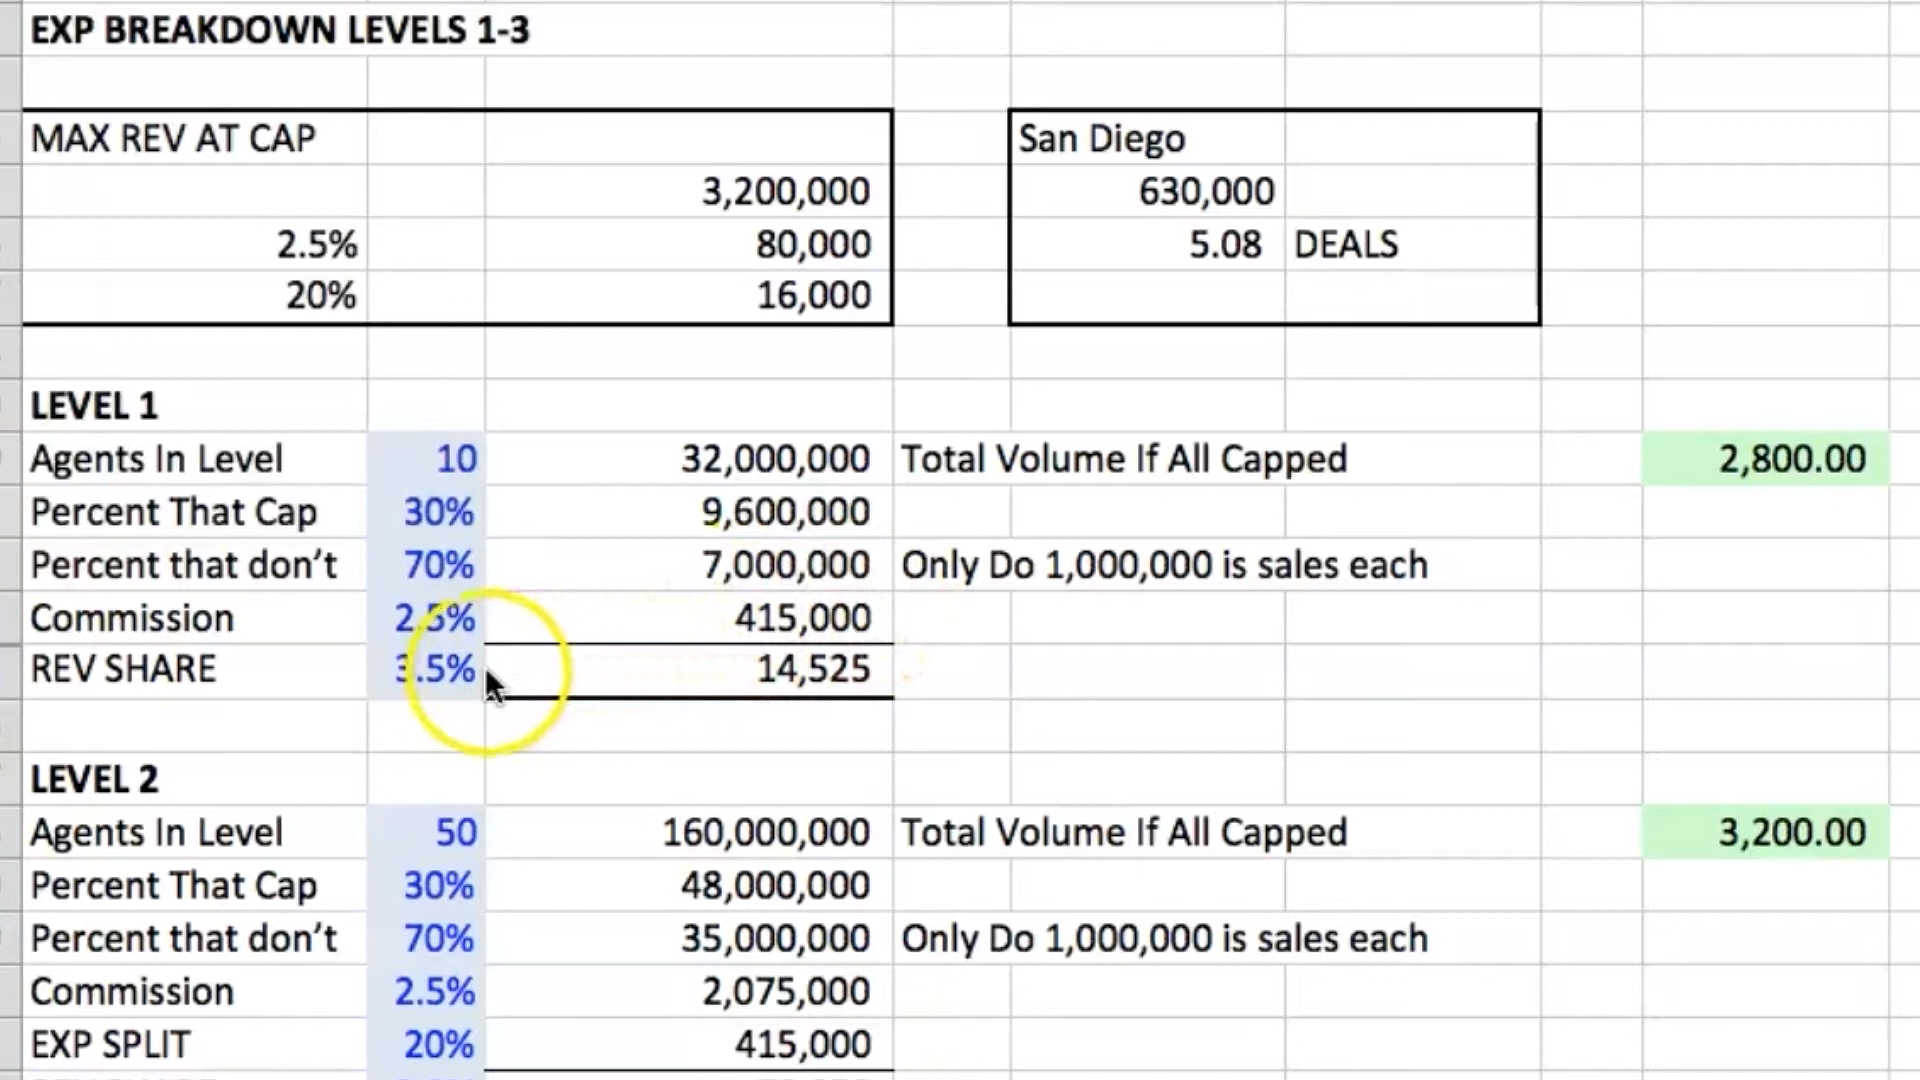 EXP BREAKDOWN LEVELS 1-3
MAX REV AT CAP San Diego
3,200,000 630,000
2.5% 80,000 5.08 DEALS
20% 16,000
LEVEL 1
Agents In Level 10 32,000,000 Total Volume If All Capped 2,800.00
Percent That Cap 30% 9,600,000
Percent that don’t 70% 7,000,000 Only Do 1,000,000 is sales each
Commission 2.5% 415,000
REV SHARE 3.5% 14,525
LEVEL 2
Agents In Level 50 160,000,000 Total Volume If All Capped 3,200.00
Percent That Cap 30% 48,000,000
Percent that don’t 70% 35,000,000 Only Do 1,000,000 is sales each
Commission 2.5% 2,075,000
EXP SPLIT 20% 415,000